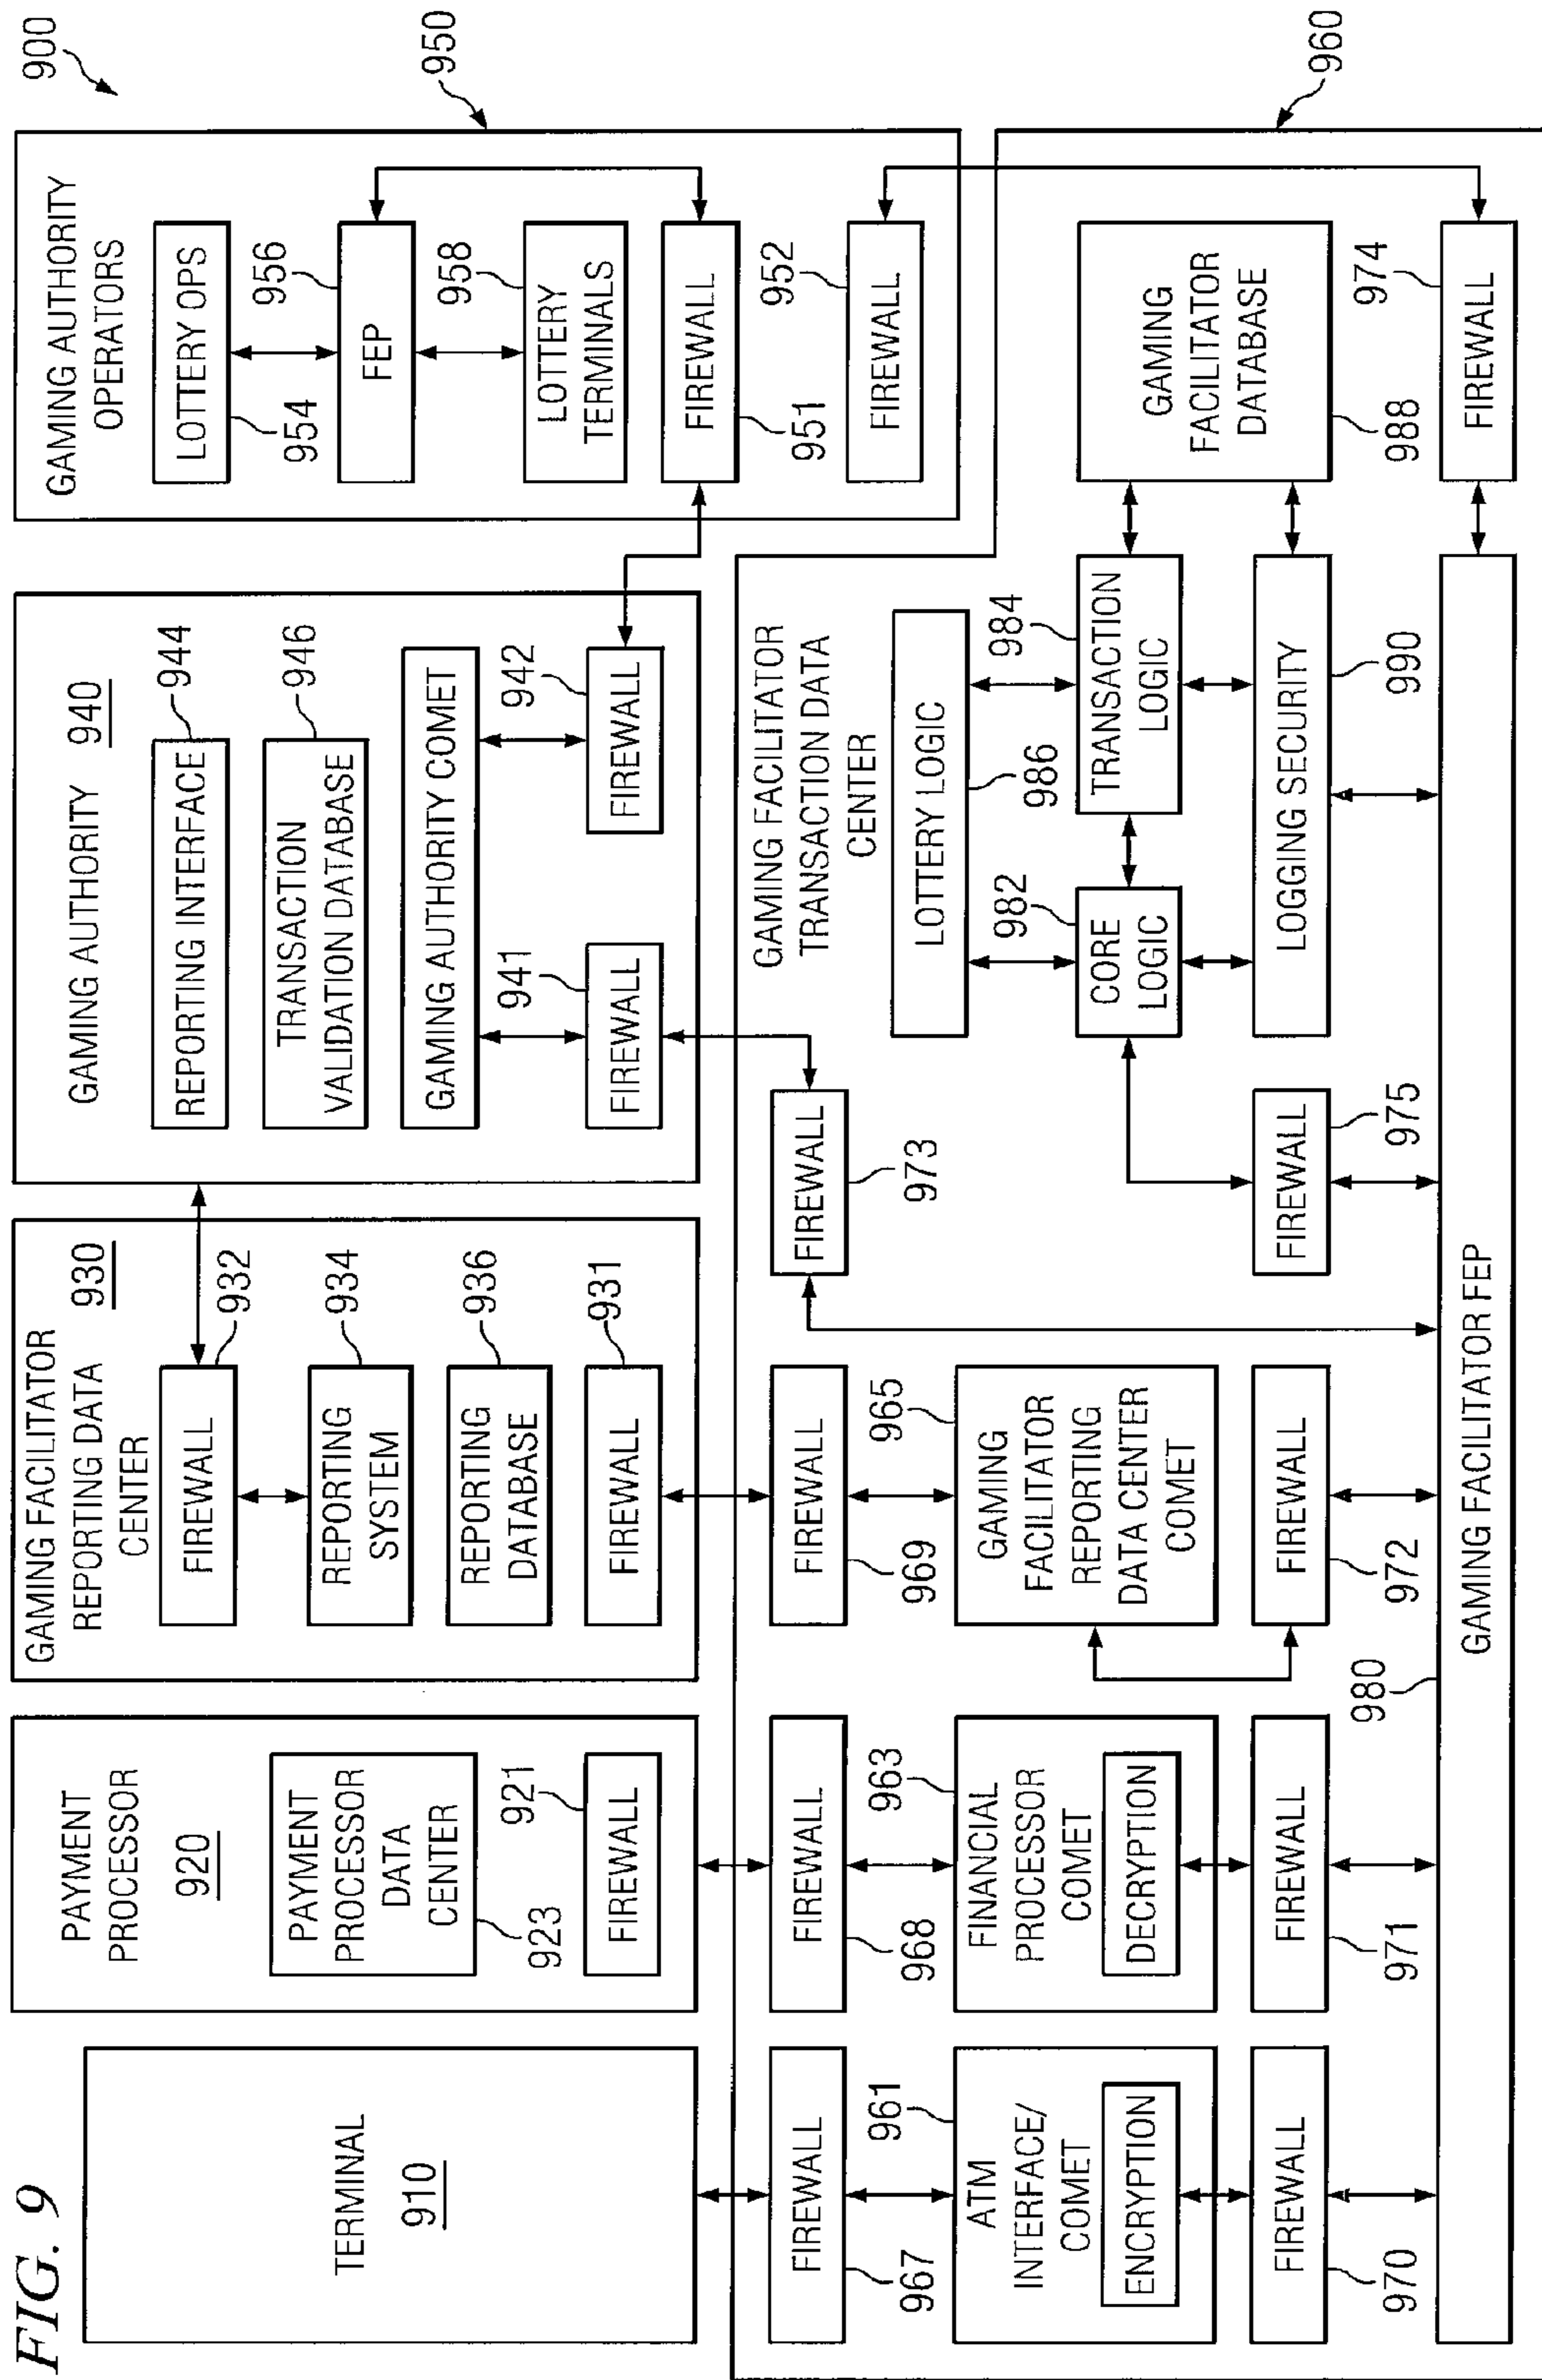 FIG. 9
900
TERMINAL
910
PAYMENT
PROCESSOR
920
PAYMENT
PROCESSOR
DATA
CENTER
923
921
FIREWALL
GAMING FACILITATOR
REPORTING DATA
CENTER
930
FIREWALL
932
REPORTING
SYSTEM
934
REPORTING
DATABASE
936
FIREWALL
931
GAMING AUTHORITY
940
REPORTING INTERFACE
944
TRANSACTION
VALIDATION DATABASE
946
GAMING AUTHORITY COMET
941
FIREWALL
942
FIREWALL
GAMING AUTHORITY
OPERATORS
950
LOTTERY OPS
954
956
FEP
958
LOTTERY
TERMINALS
FIREWALL
951
952
FIREWALL
960
GAMING FACILITATOR
TRANSACTION DATA
CENTER
FIREWALL
967
961
ATM
INTERFACE/
COMET
ENCRYPTION
FIREWALL
970
FIREWALL
968
963
FINANCIAL
PROCESSOR
COMET
DECRYPTION
FIREWALL
971
FIREWALL
969
965
GAMING
FACILITATOR
REPORTING
DATA CENTER
COMET
FIREWALL
972
FIREWALL
973
LOTTERY LOGIC
986
982
CORE
LOGIC
984
TRANSACTION
LOGIC
LOGGING SECURITY
990
FIREWALL
975
GAMING
FACILITATOR
DATABASE
988
974
FIREWALL
980
GAMING FACILITATOR FEP